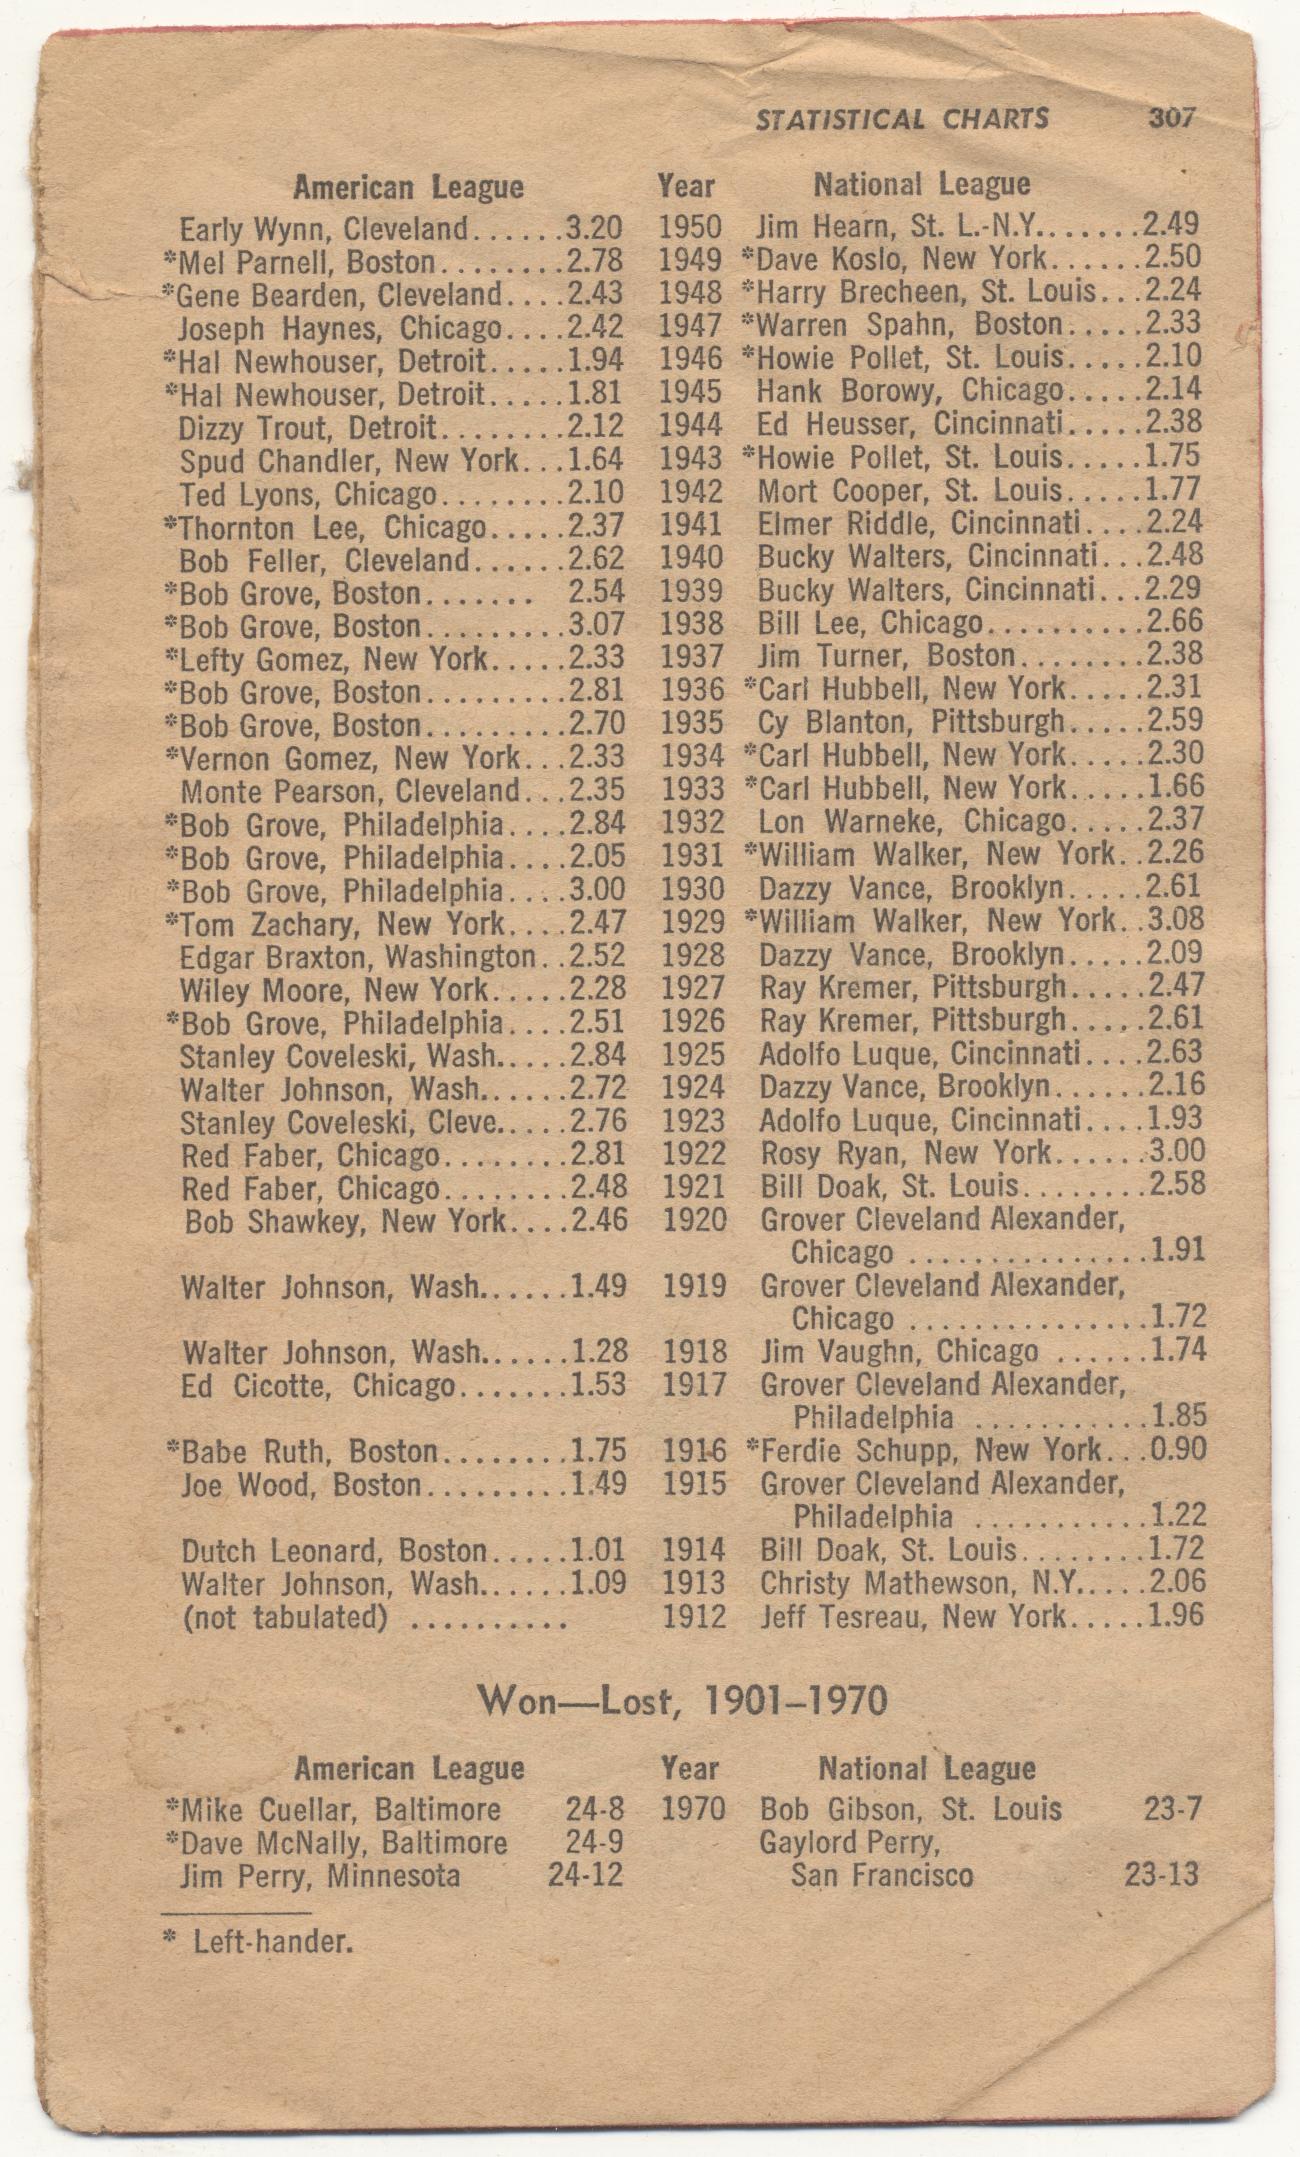 STATISTICAL CHARTS 307
American League Year National League
Early Wynn, Cleveland......3.20 1950 Jim Hearn, St. L.-N.Y.......2.49
*Mel Parnell, Boston........2.78 1949 *Dave Koslo, New York......2.50
*Gene Bearden, Cleveland....2.43 1948 *Harry Brecheen, St. Louis...2.24
Joseph Haynes, Chicago....2.42 1947 *Warren Spahn, Boston.....2.33
*Hal Newhouser, Detroit.....1.94 1946 *Howie Pollet, St. Louis.....2.10
*Hal Newhouser, Detroit.....1.81 1945 Hank Borowy, Chicago.....2.14
Dizzy Trout, Detroit........2.12 1944 Ed Heusser, Cincinnati.....2.38
Spud Chandler, New York...1.64 1943 *Howie Pollet, St. Louis.....1.75
Ted Lyons, Chicago........2.10 1942 Mort Cooper, St. Louis.....1.77
*Thornton Lee, Chicago.....2.37 1941 Elmer Riddle, Cincinnati....2.24
Bob Feller, Cleveland......2.62 1940 Bucky Walters, Cincinnati...2.48
*Bob Grove, Boston....... 2.54 1939 Bucky Walters, Cincinnati...2.29
*Bob Grove, Boston.........3.07 1938 Bill Lee, Chicago..........2.66
*Lefty Gomez, New York.....2.33 1937 Jim Turner, Boston........2.38
*Bob Grove, Boston.........2.81 1936 *Carl Hubbell, New York.....2.31
*Bob Grove, Boston.........2.70 1935 Cy Blanton, Pittsburgh.....2.59
*Vernon Gomez, New York...2.33 1934 *Carl Hubbell, New York.....2.30
Monte Pearson, Cleveland...2.35 1933 *Carl Hubbell, New York.....1.66
*Bob Grove, Philadelphia....2.84 1932 Lon Warneke, Chicago.....2.37
*Bob Grove, Philadelphia....2.05 1931 *William Walker, New York..2.26
*Bob Grove, Philadelphia....3.00 1930 Dazzy Vance, Brooklyn.....2.61
*Tom Zachary, New York....2.47 1929 *William Walker, New York..3.08
Edgar Braxton, Washington..2.52 1928 Dazzy Vance, Brooklyn.....2.09
Wiley Moore, New York.....2.28 1927 Ray Kremer, Pittsburgh.....2.47
*Bob Grove, Philadelphia....2.51 1926 Ray Kremer, Pittsburgh.....2.61
Stanley Coveleski, Wash.....2.84 1925 Adolfo Luque, Cincinnati....2.63
Walter Johnson, Wash......2.72 1924 Dazzy Vance, Brooklyn......2.16
Stanley Coveleski, Cleve.....2.76 1923 Adolfo Luque, Cincinnati....1.93
Red Faber, Chicago........2.81 1922 Rosy Ryan, New York......3.00
Red Faber, Chicago........2.48 1921 Bill Doak, St. Louis........2.58
Bob Shawkey, New York....2.46 1920 Grover Cleveland Alexander,
Chicago ...............1.91
Walter Johnson, Wash......1.49 1919 Grover Cleveland Alexander,
Chicago ...............1.72
Walter Johnson, Wash......1.28 1918 Jim Vaughn, Chicago ......1.74
Ed Cicotte, Chicago.......1.53 1917 Grover Cleveland Alexander,
Philadelphia ...........1.85
*Babe Ruth, Boston........1.75 1916 *Ferdie Schupp, New York...0.90
Joe Wood, Boston.........1.49 1915 Grover Cleveland Alexander,
Philadelphia ...........1.22
Dutch Leonard, Boston.....1.01 1914 Bill Doak, St. Louis........1.72
Walter Johnson, Wash......1.09 1913 Christy Mathewson, N.Y.....2.06
(not tabulated) .......... 1912 Jeff Tesreau, New York.....1.96
Won—Lost, 1901–1970
American League Year National League
*Mike Cuellar, Baltimore 24-8 1970 Bob Gibson, St. Louis 23-7
*Dave McNally, Baltimore 24-9 Gaylord Perry,
Jim Perry, Minnesota 24-12 San Francisco 23-13
* Left-hander.